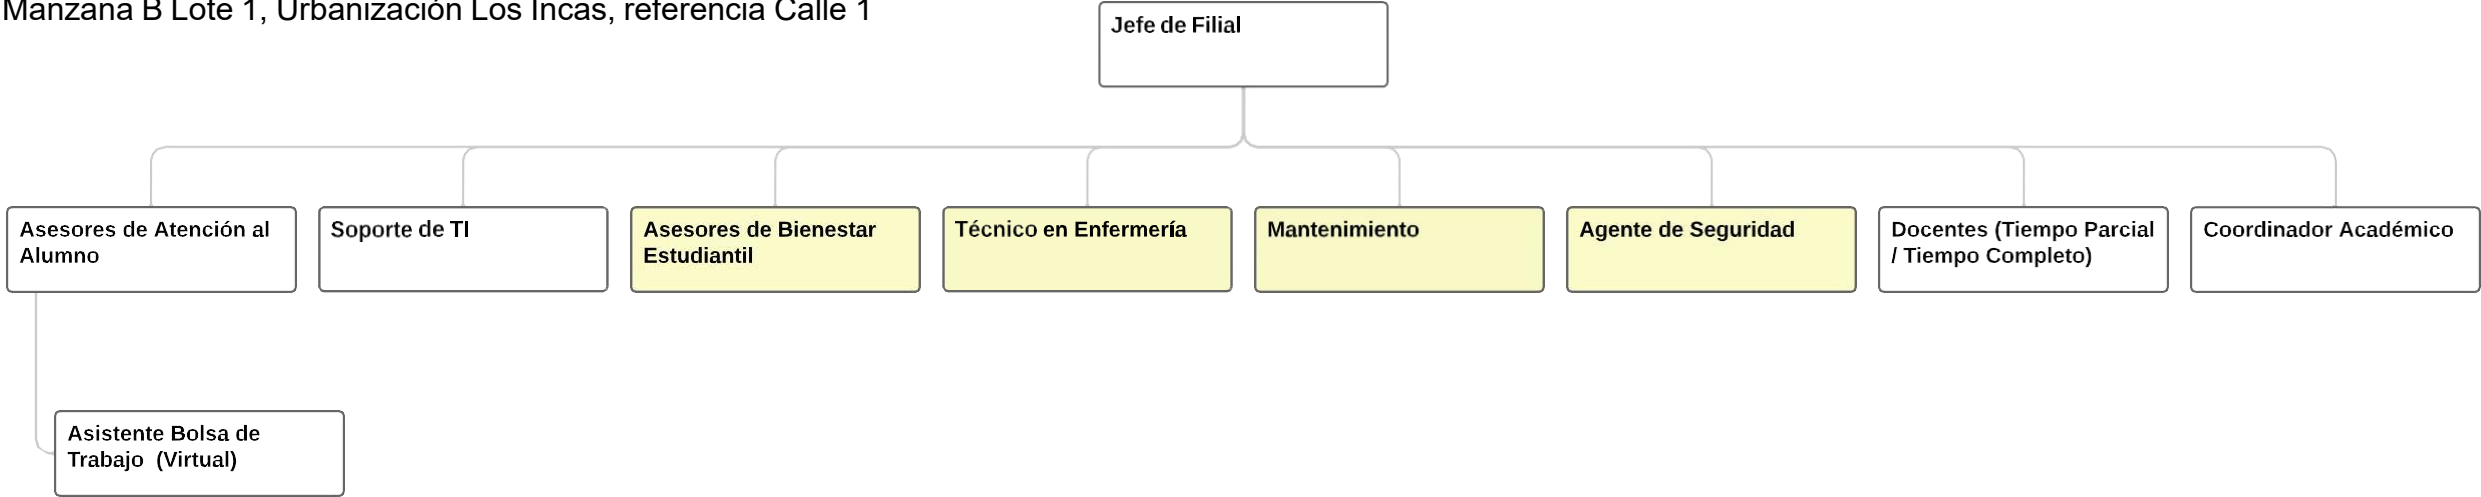 Manzana B Lote 1, Urbanización Los Incas, referencia Calle 1
Jefe de Filial
Asesores de Atención al
Alumno
Soporte de TI
Asesores de Bienestar
Estudiantil
Técnico en Enfermería
Mantenimiento
Agente de Seguridad
Docentes (Tiempo Parcial
/ Tiempo Completo)
Coordinador Académico
Asistente Bolsa de
Trabajo (Virtual)